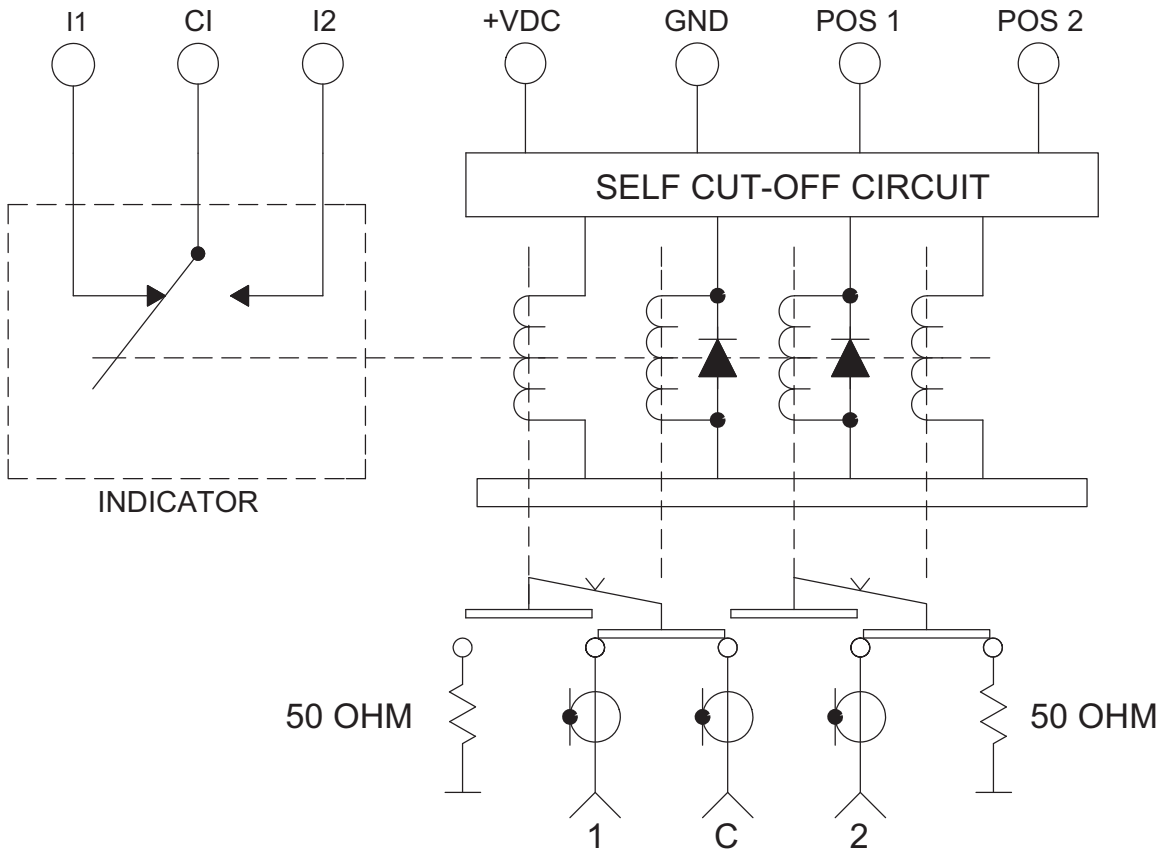 I1 CI I2 +VDC GND POS 1 POS 2
SELF CUT-OFF CIRCUIT
INDICATOR
50 OHM 50 OHM
1 C 2